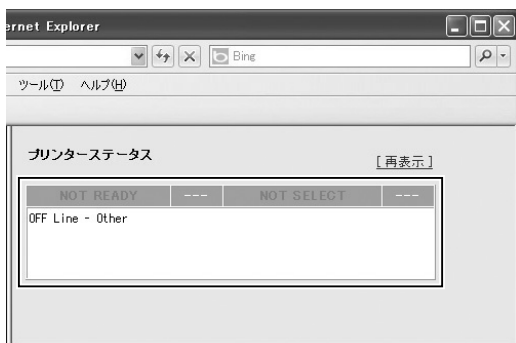 ernet Explorer
Bing
ツール(T) ヘルプ(H)
プリンターステータス
[再表示]
NOT READY --- NOT SELECT ---
OFF Line - Other